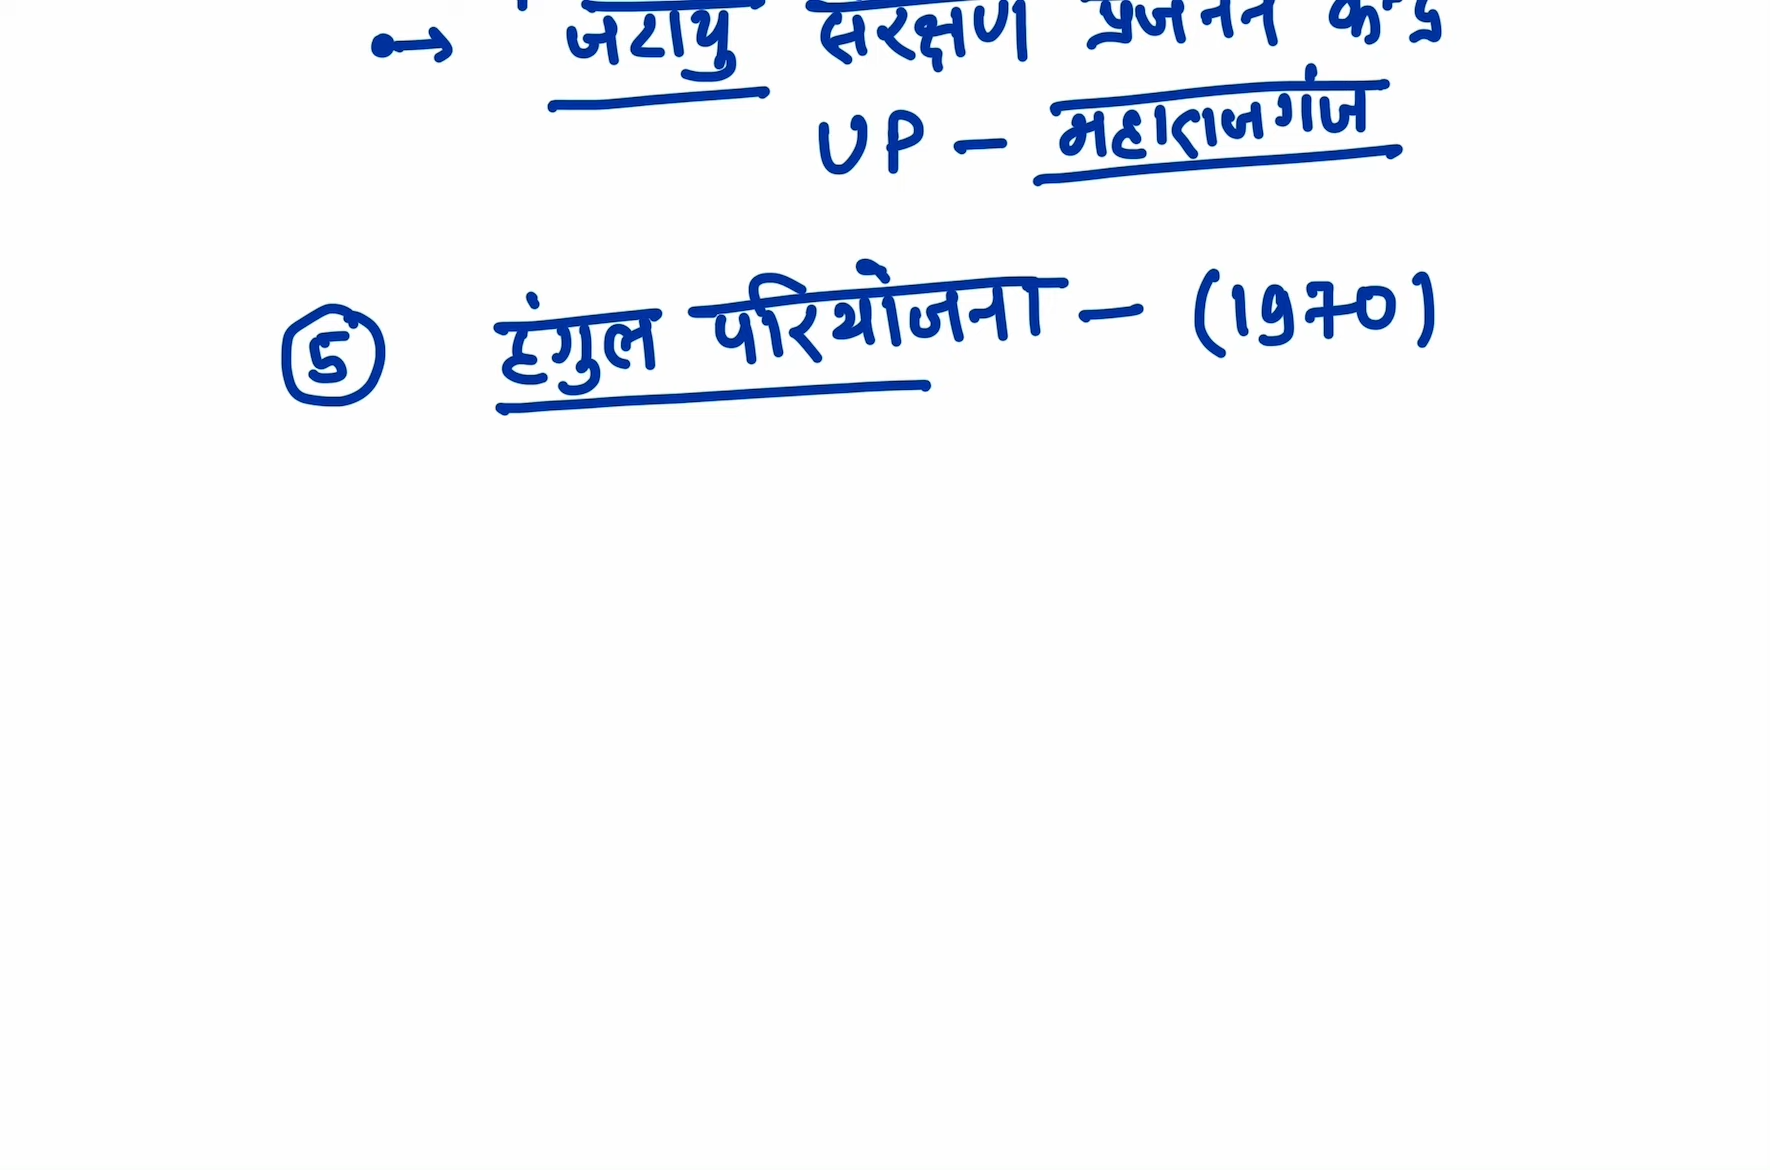 → जटायु संरक्षण प्रजनन केन्द्र
UP - महाराजगंज
5 हंगुल परियोजना - (1970)